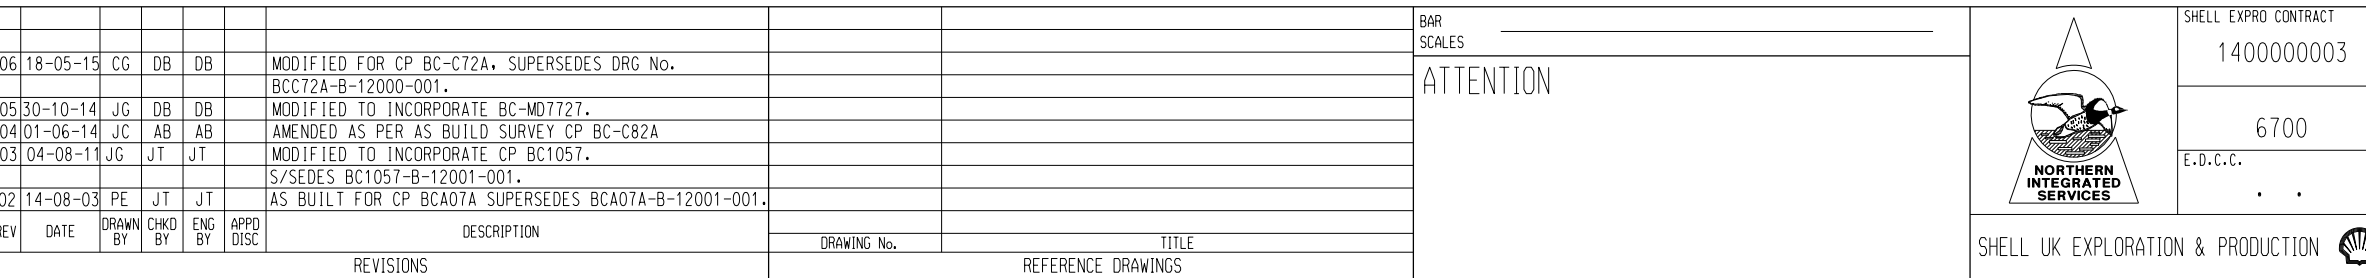 06 18-05-15 CG DB DB MODIFIED FOR CP BC-C72A, SUPERSEDES DRG No.
BCC72A-B-12000-001.
05 30-10-14 JG DB DB MODIFIED TO INCORPORATE BC-MD7727.
04 01-06-14 JC AB AB AMENDED AS PER AS BUILD SURVEY CP BC-C82A
03 04-08-11 JG JT JT MODIFIED TO INCORPORATE CP BC1057.
S/SEDES BC1057-B-12001-001.
02 14-08-03 PE JT JT AS BUILT FOR CP BCA07A SUPERSEDES BCA07A-B-12001-001.
REV DATE DRAWN BY CHKD BY ENG BY APPD DISC DESCRIPTION
REVISIONS
DRAWING No. TITLE
REFERENCE DRAWINGS
BAR
SCALES
ATTENTION
NORTHERN
INTEGRATED
SERVICES
SHELL EXPRO CONTRACT
1400000003
6700
E.D.C.C.
. .
SHELL UK EXPLORATION & PRODUCTION